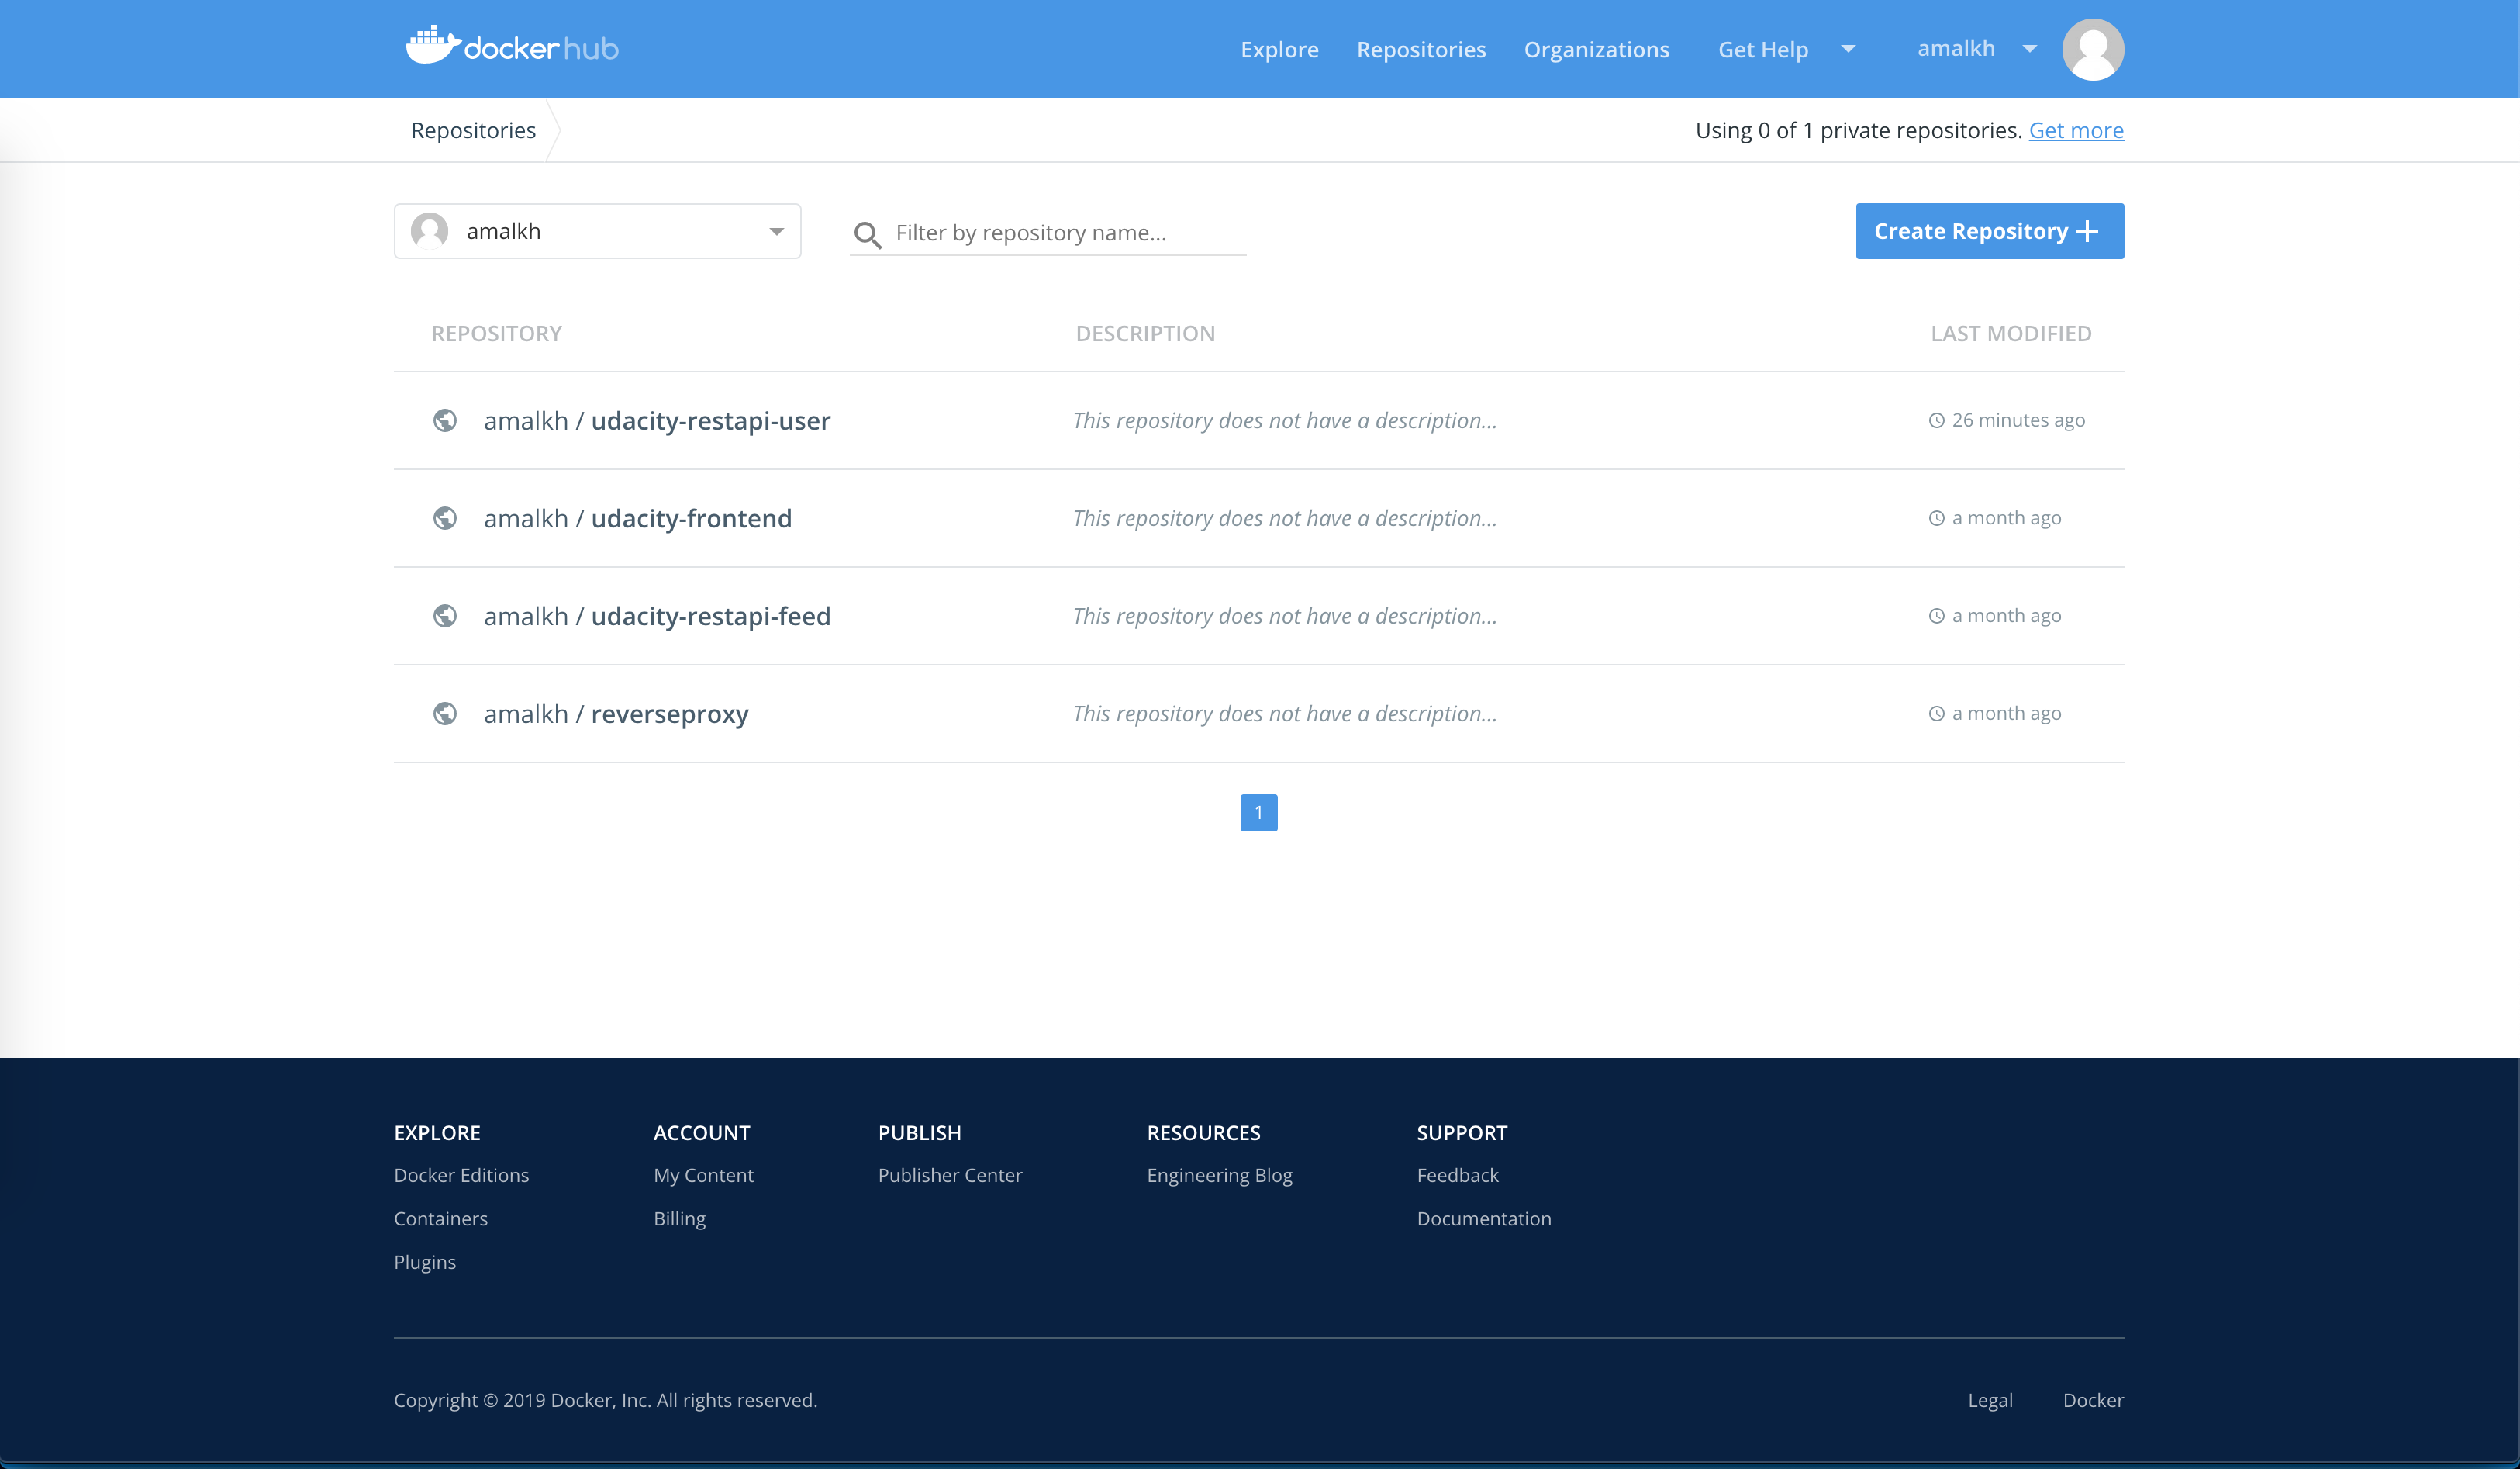 docker hub Explore Repositories Organizations Get Help amalkh
Repositories Using 0 of 1 private repositories. Get more
amalkh Filter by repository name... Create Repository
REPOSITORY DESCRIPTION LAST MODIFIED
amalkh / udacity-restapi-user This repository does not have a description... 26 minutes ago
amalkh / udacity-frontend This repository does not have a description... a month ago
amalkh / udacity-restapi-feed This repository does not have a description... a month ago
amalkh / reverseproxy This repository does not have a description... a month ago
1
EXPLORE ACCOUNT PUBLISH RESOURCES SUPPORT
Docker Editions My Content Publisher Center Engineering Blog Feedback
Containers Billing Documentation
Plugins
Copyright © 2019 Docker, Inc. All rights reserved. Legal Docker